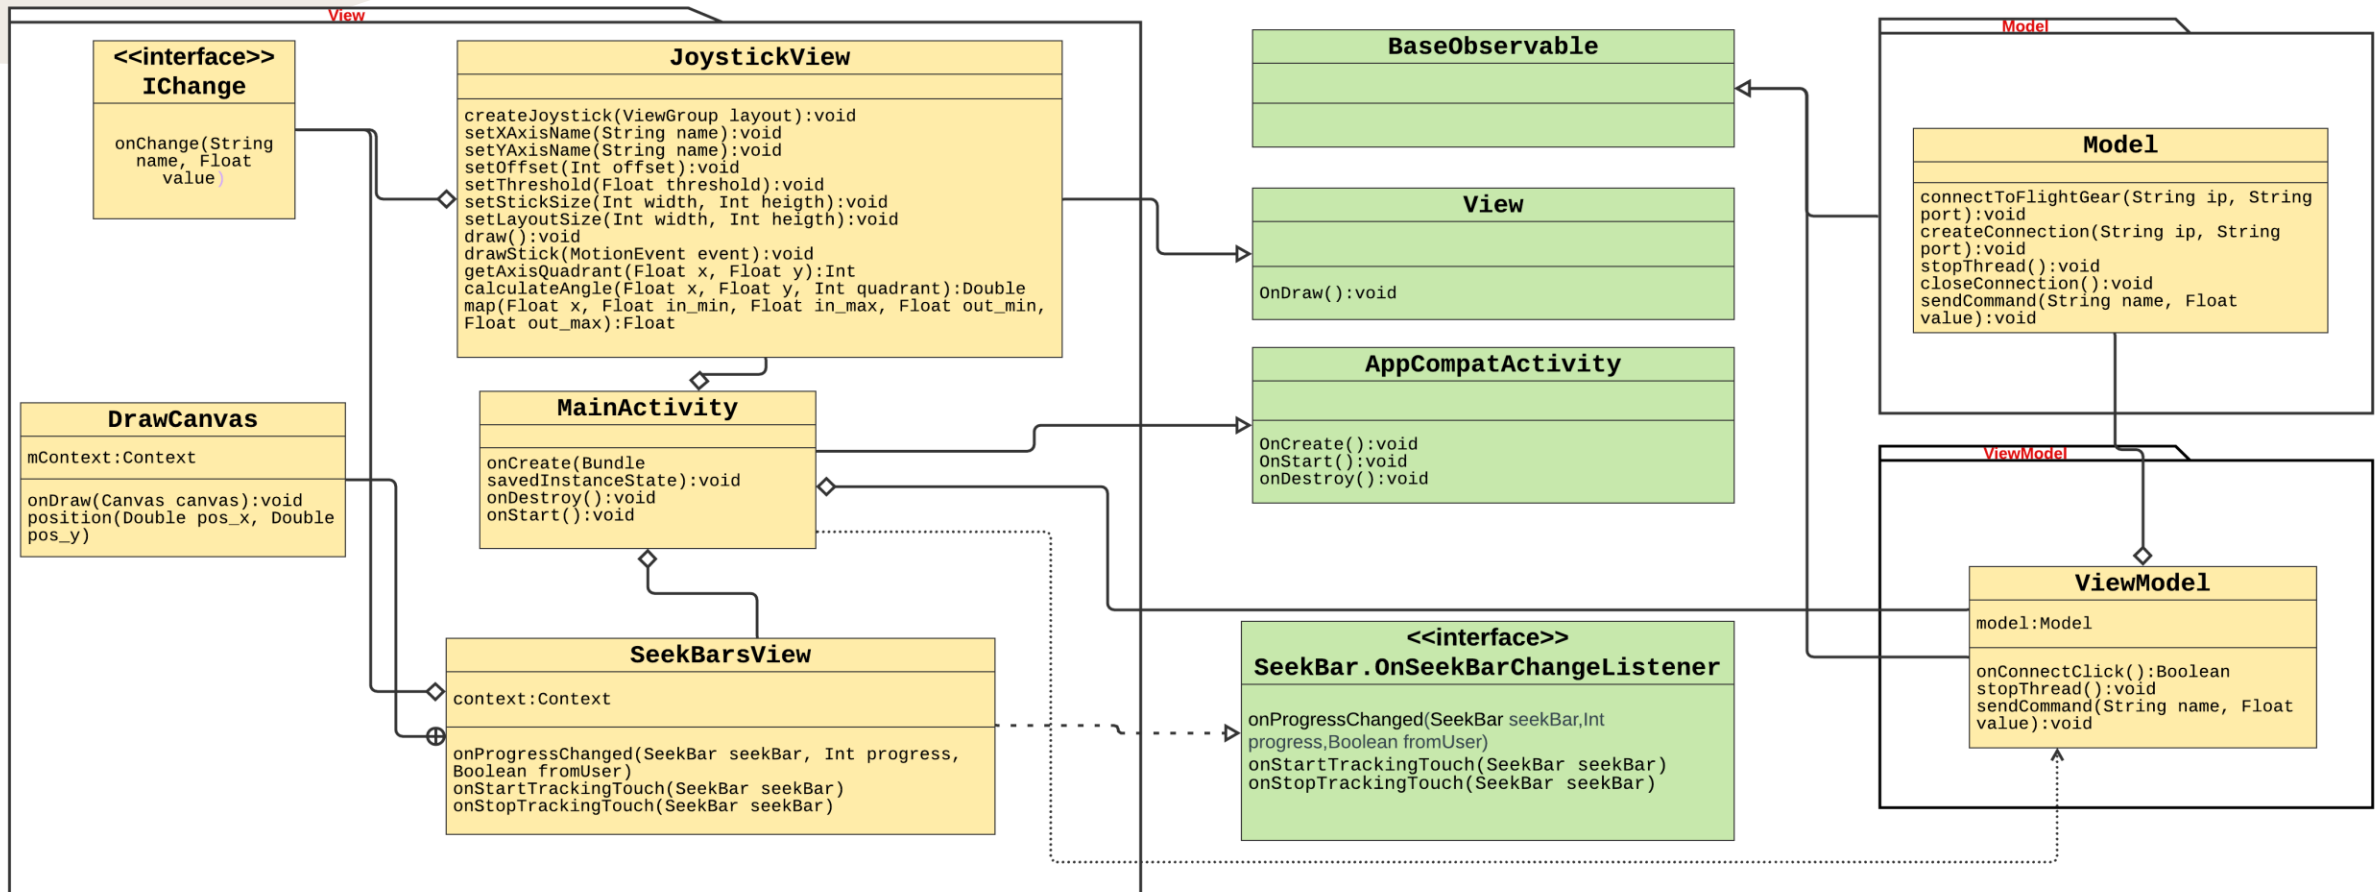 View
<<interface>>
IChange
onChange(String
name, Float
value)
JoystickView
createJoystick(ViewGroup layout):void
setXAxisName(String name):void
setYAxisName(String name):void
setOffset(Int offset):void
setThreshold(Float threshold):void
setStickSize(Int width, Int heigth):void
setLayoutSize(Int width, Int heigth):void
draw():void
drawStick(MotionEvent event):void
getAxisQuadrant(Float x, Float y):Int
calculateAngle(Float x, Float y, Int quadrant):Double
map(Float x, Float in_min, Float in_max, Float out_min,
Float out_max):Float
DrawCanvas
mContext:Context
onDraw(Canvas canvas):void
position(Double pos_x, Double
pos_y)
MainActivity
onCreate(Bundle
savedInstanceState):void
onDestroy():void
onStart():void
SeekBarsView
context:Context
onProgressChanged(SeekBar seekBar, Int progress,
Boolean fromUser)
onStartTrackingTouch(SeekBar seekBar)
onStopTrackingTouch(SeekBar seekBar)
BaseObservable
View
OnDraw():void
AppCompatActivity
OnCreate():void
OnStart():void
onDestroy():void
<<interface>>
SeekBar.OnSeekBarChangeListener
onProgressChanged(SeekBar seekBar,Int
progress,Boolean fromUser)
onStartTrackingTouch(SeekBar seekBar)
onStopTrackingTouch(SeekBar seekBar)
Model
Model
connectToFlightGear(String ip, String
port):void
createConnection(String ip, String
port):void
stopThread():void
closeConnection():void
sendCommand(String name, Float
value):void
ViewModel
ViewModel
model:Model
onConnectClick():Boolean
stopThread():void
sendCommand(String name, Float
value):void